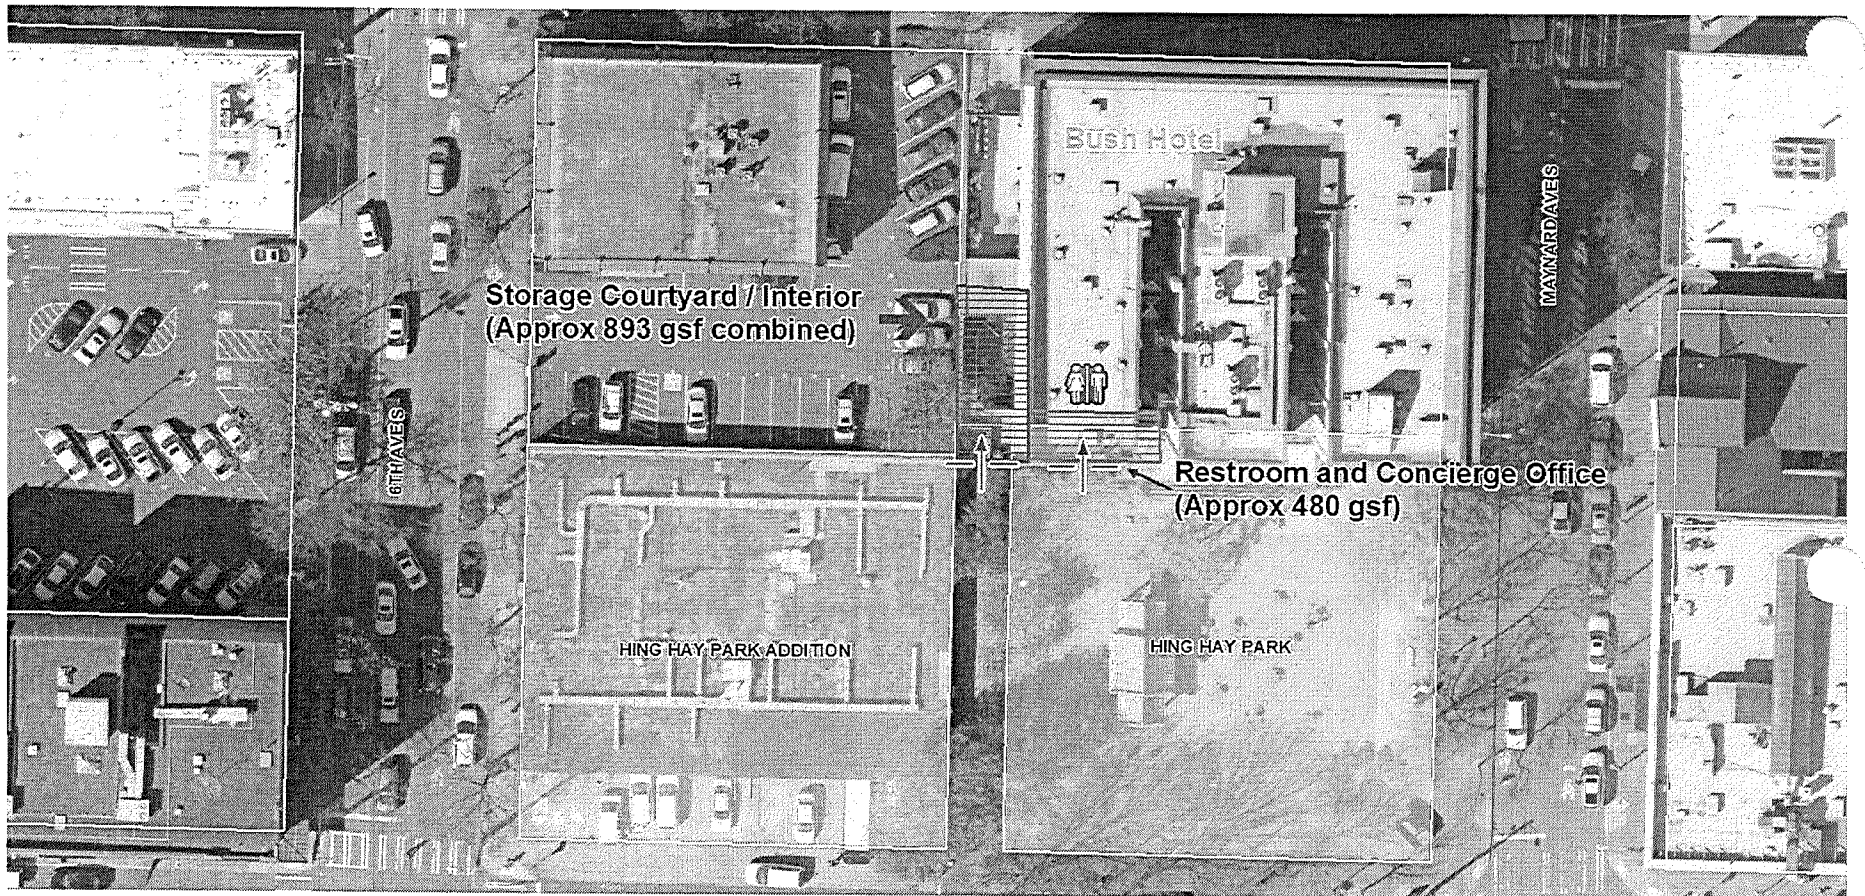 Bush Hotel
MAYNARD AVE S
Storage Courtyard / Interior
(Approx 893 gsf combined)
6TH AVE S
Restroom and Concierge Office
(Approx 480 gsf)
HING HAY PARK ADDITION
HING HAY PARK